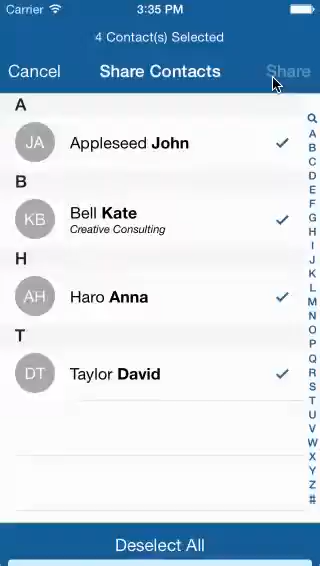 Carrier 3:35 PM
4 Contact(s) Selected
Cancel Share Contacts Share
A
JA Appleseed John
B
KB Bell Kate
Creative Consulting
H
AH Haro Anna
T
DT Taylor David
A
B
C
D
E
F
G
H
I
J
K
L
M
N
O
P
Q
R
S
T
U
V
W
X
Y
Z
#
Deselect All